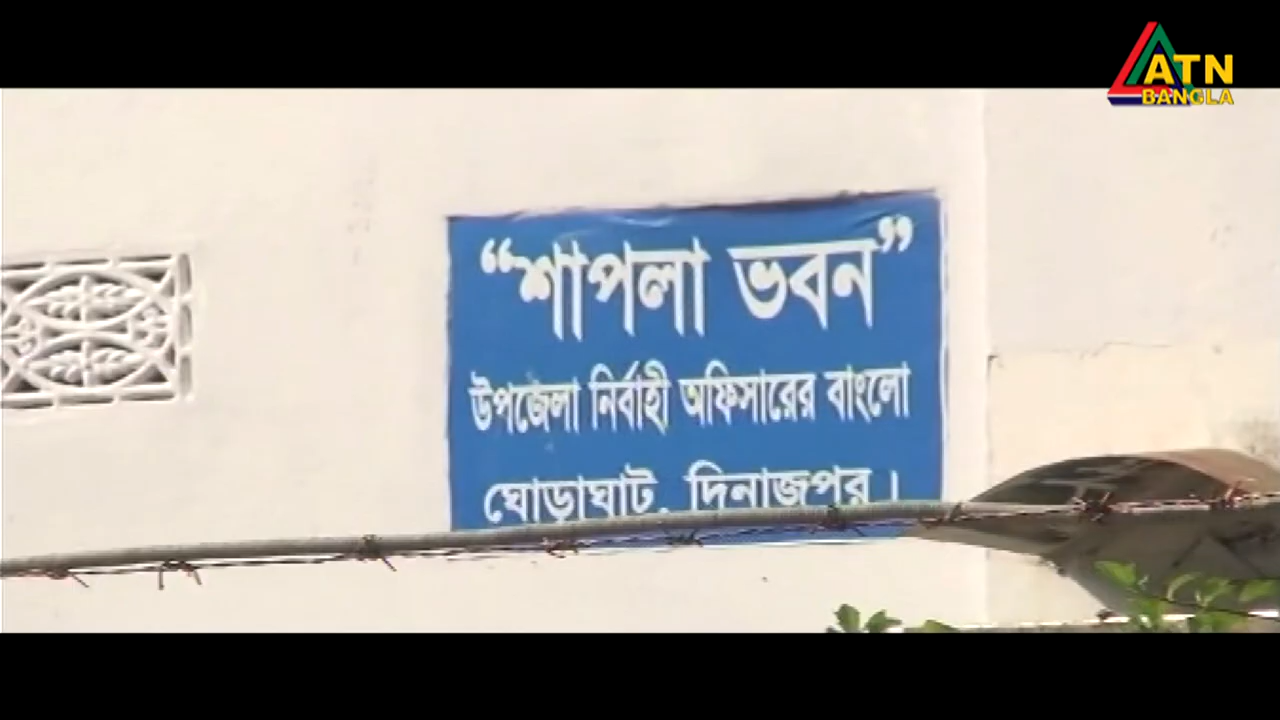 ATN
BANGLA
“শাপলা ভবন”
উপজেলা নির্বাহী অফিসারের বাংলো
ঘোড়াঘাট, দিনাজপুর।